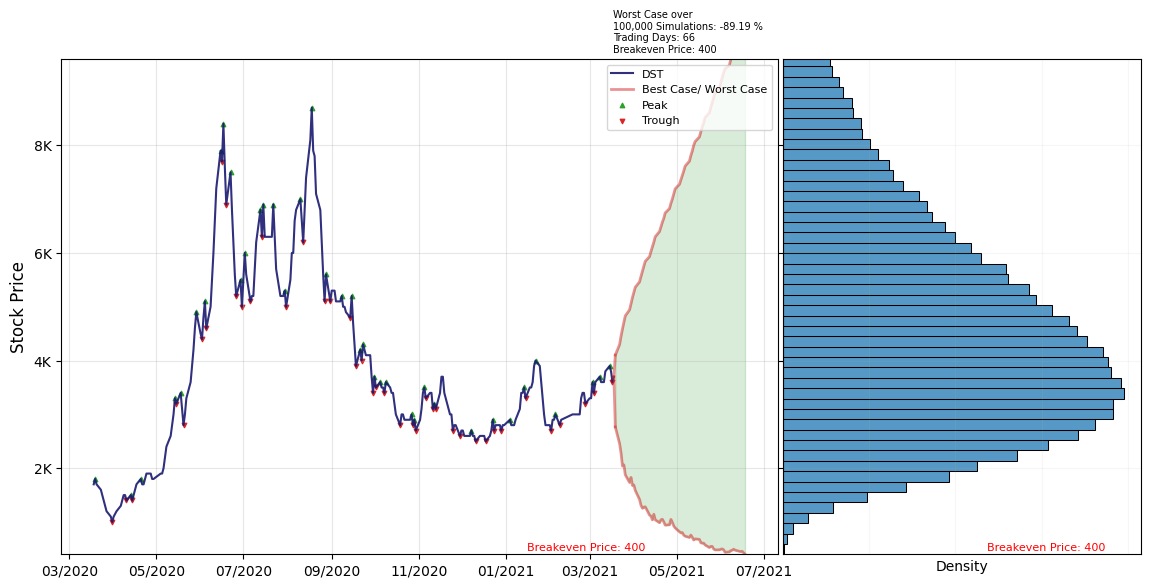 Worst Case over
100,000 Simulations: -89.19 %
Trading Days: 66
Breakeven Price: 400
DST
Best Case/ Worst Case
Peak
Trough
Stock Price
8K
6K
4K
2K
Breakeven Price: 400
Breakeven Price: 400
03/2020 05/2020 07/2020 09/2020 11/2020 01/2021 03/2021 05/2021 07/2021
Density